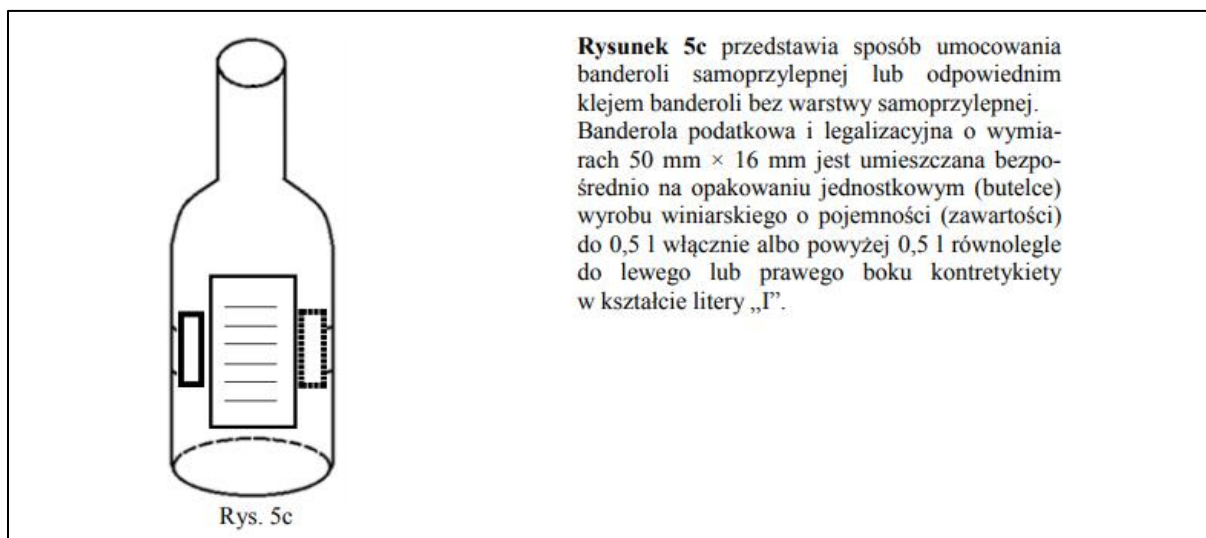 Rysunek 5c przedstawia sposób umocowania
banderoli samoprzylepnej lub odpowiednim
klejem banderoli bez warstwy samoprzylepnej.
Banderola podatkowa i legalizacyjna o wymia-
rach 50 mm × 16 mm jest umieszczana bezpo-
średnio na opakowaniu jednostkowym (butelce)
wyrobu winiarskiego o pojemności (zawartości)
do 0,5 l włącznie albo powyżej 0,5 l równolegle
do lewego lub prawego boku kontretykiety
w kształcie litery „I”.
Rys. 5c